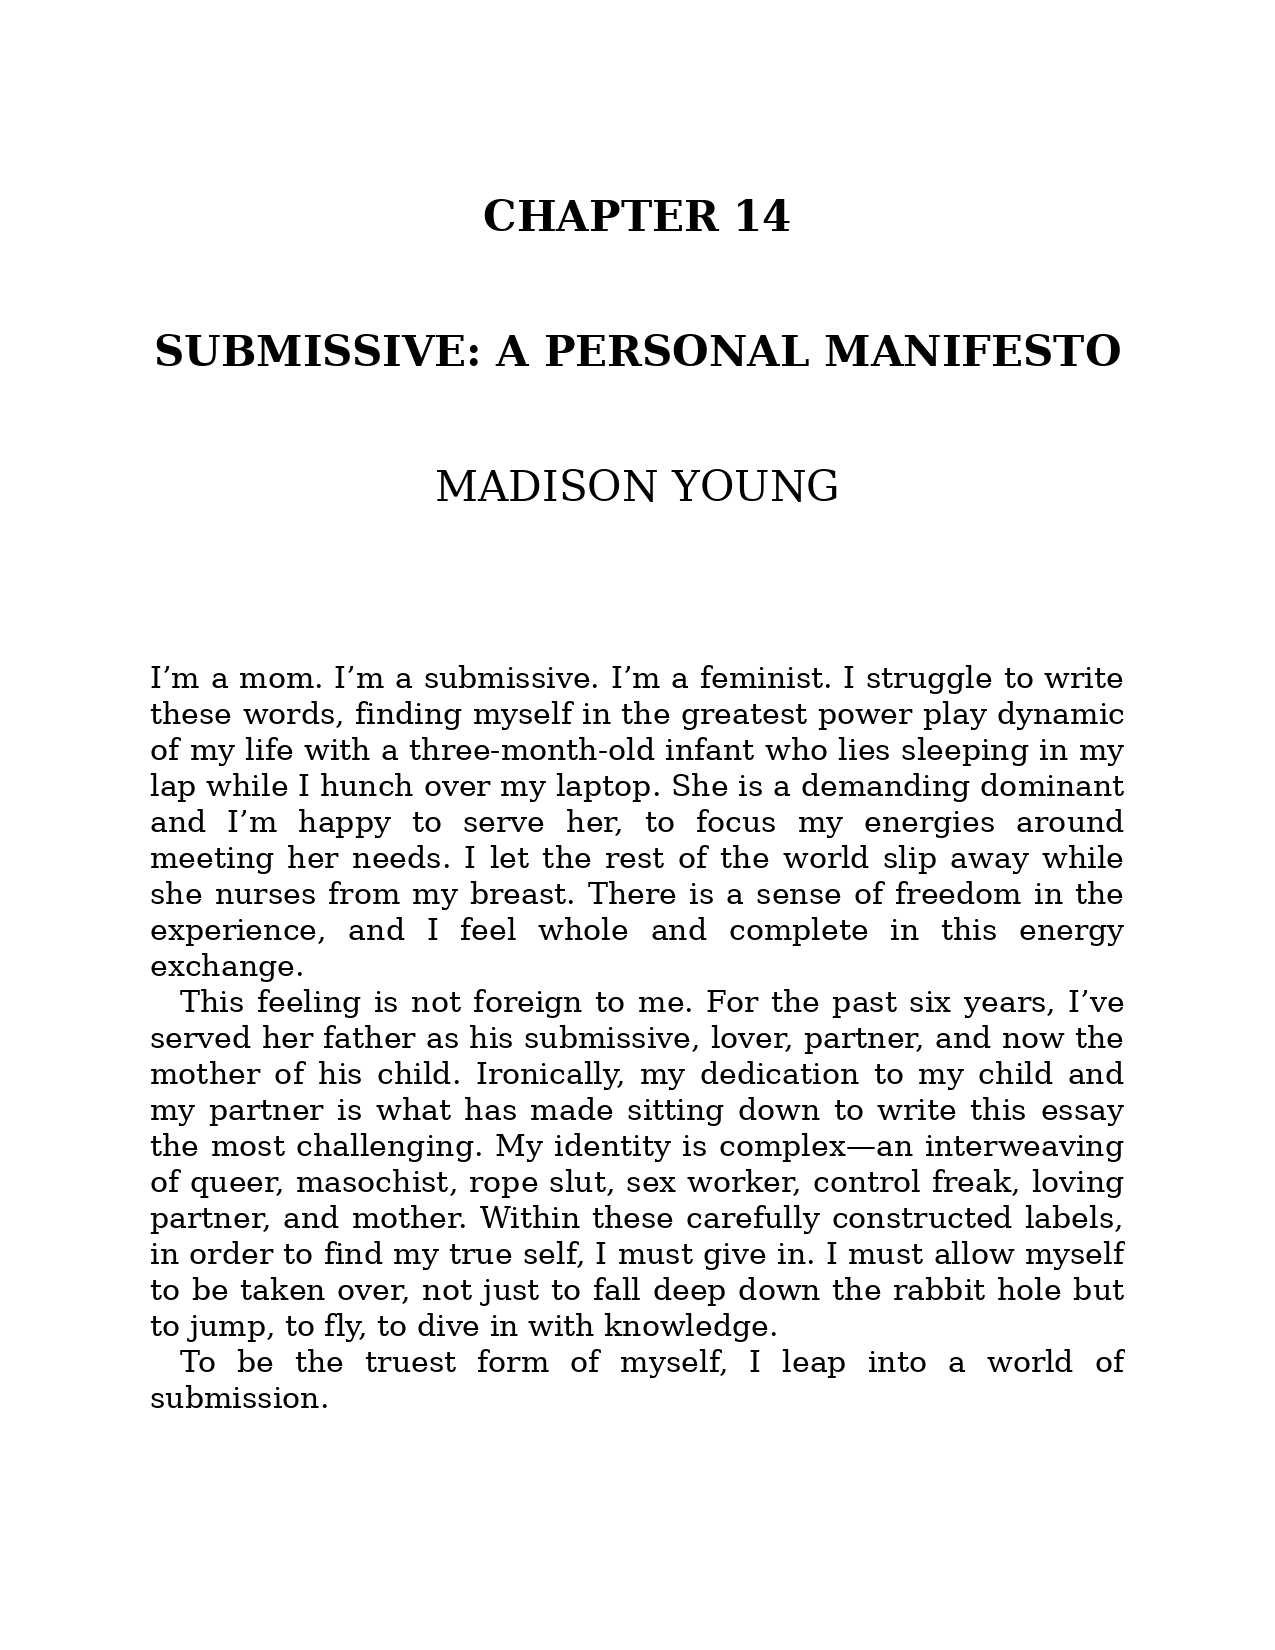 CHAPTER 14
SUBMISSIVE: A PERSONAL MANIFESTO
MADISON YOUNG
I’m a mom. I’m a submissive. I’m a feminist. I struggle to write
these words, finding myself in the greatest power play dynamic
of my life with a three-month-old infant who lies sleeping in my
lap while I hunch over my laptop. She is a demanding dominant
and I’m happy to serve her, to focus my energies around
meeting her needs. I let the rest of the world slip away while
she nurses from my breast. There is a sense of freedom in the
experience, and I feel whole and complete in this energy
exchange.
This feeling is not foreign to me. For the past six years, I’ve
served her father as his submissive, lover, partner, and now the
mother of his child. Ironically, my dedication to my child and
my partner is what has made sitting down to write this essay
the most challenging. My identity is complex—an interweaving
of queer, masochist, rope slut, sex worker, control freak, loving
partner, and mother. Within these carefully constructed labels,
in order to find my true self, I must give in. I must allow myself
to be taken over, not just to fall deep down the rabbit hole but
to jump, to fly, to dive in with knowledge.
To be the truest form of myself, I leap into a world of
submission.